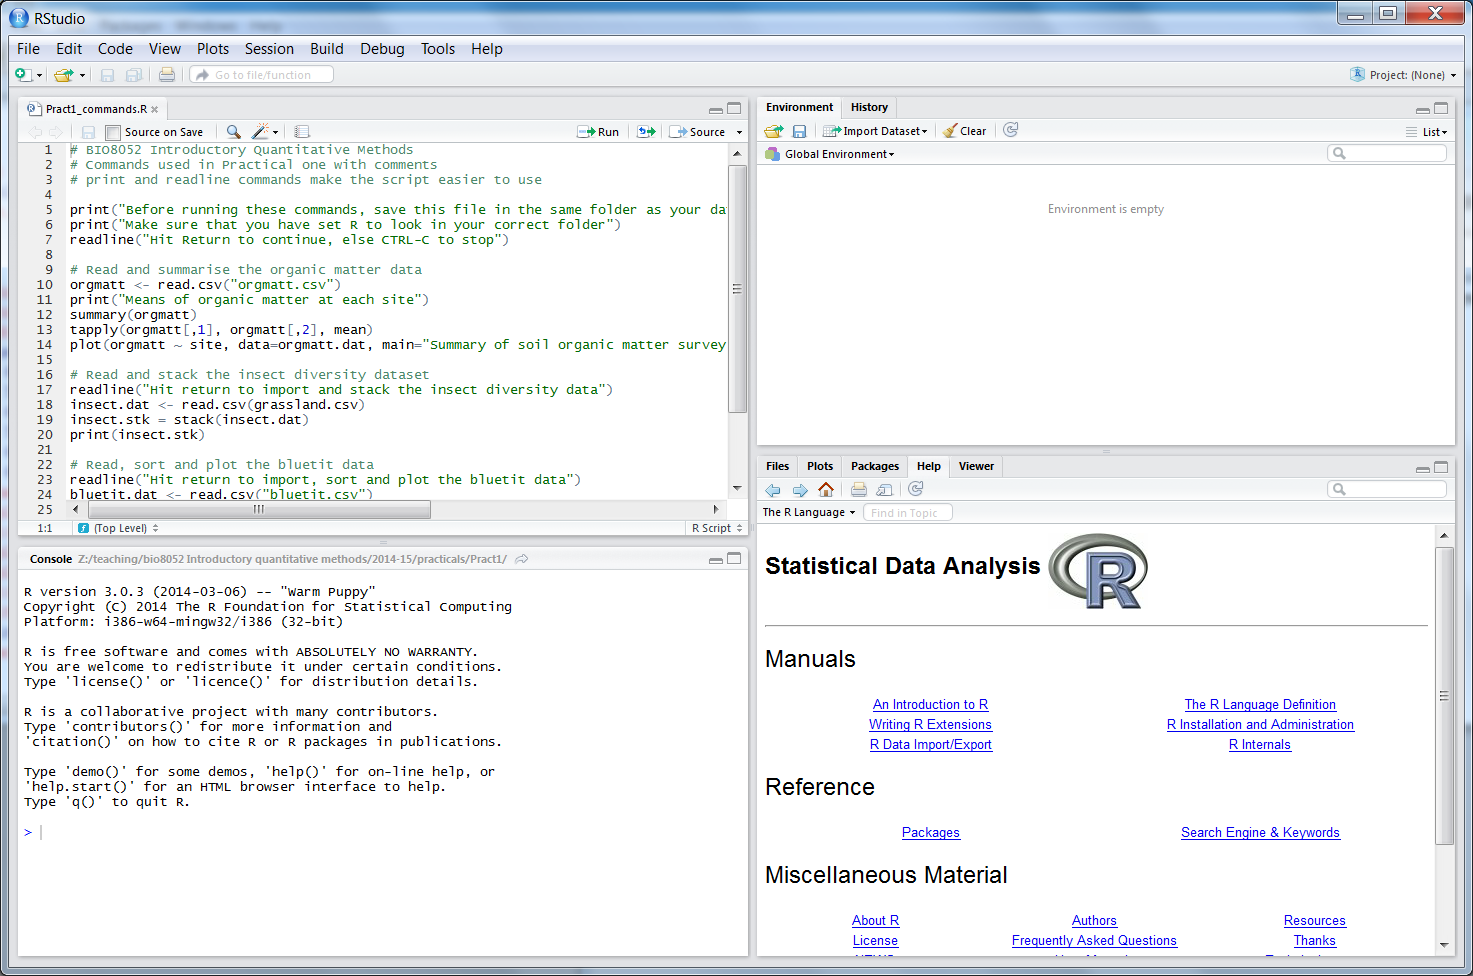 RStudio
File Edit Code View Plots Session Build Debug Tools Help
Go to file/function
Project: (None)
Pract1_commands.R
Source on Save
Run
Source
1 # BIO8052 Introductory Quantitative Methods
2 # Commands used in Practical one with comments
3 # print and readline commands make the script easier to use
4
5 print("Before running these commands, save this file in the same folder as your da
6 print("Make sure that you have set R to look in your correct folder")
7 readline("Hit Return to continue, else CTRL-C to stop")
8
9 # Read and summarise the organic matter data
10 orgmatt <- read.csv("orgmatt.csv")
11 print("Means of organic matter at each site")
12 summary(orgmatt)
13 tapply(orgmatt[,1], orgmatt[,2], mean)
14 plot(orgmatt ~ site, data=orgmatt.dat, main="Summary of soil organic matter survey
15
16 # Read and stack the insect diversity dataset
17 readline("Hit return to import and stack the insect diversity data")
18 insect.dat <- read.csv(grassland.csv)
19 insect.stk = stack(insect.dat)
20 print(insect.stk)
21
22 # Read, sort and plot the bluetit data
23 readline("Hit return to import, sort and plot the bluetit data")
24 bluetit.dat <- read.csv("bluetit.csv")
25
1:1 (Top Level) R Script
Console Z:/teaching/bio8052 Introductory quantitative methods/2014-15/practicals/Pract1/
R version 3.0.3 (2014-03-06) -- "Warm Puppy"
Copyright (C) 2014 The R Foundation for Statistical Computing
Platform: i386-w64-mingw32/i386 (32-bit)
R is free software and comes with ABSOLUTELY NO WARRANTY.
You are welcome to redistribute it under certain conditions.
Type 'license()' or 'licence()' for distribution details.
R is a collaborative project with many contributors.
Type 'contributors()' for more information and
'citation()' on how to cite R or R packages in publications.
Type 'demo()' for some demos, 'help()' for on-line help, or
'help.start()' for an HTML browser interface to help.
Type 'q()' to quit R.
>
Environment History
Import Dataset Clear List
Global Environment
Environment is empty
Files Plots Packages Help Viewer
The R Language Find in Topic
Statistical Data Analysis R
Manuals
An Introduction to R The R Language Definition
Writing R Extensions R Installation and Administration
R Data Import/Export R Internals
Reference
Packages Search Engine & Keywords
Miscellaneous Material
About R Authors Resources
License Frequently Asked Questions Thanks